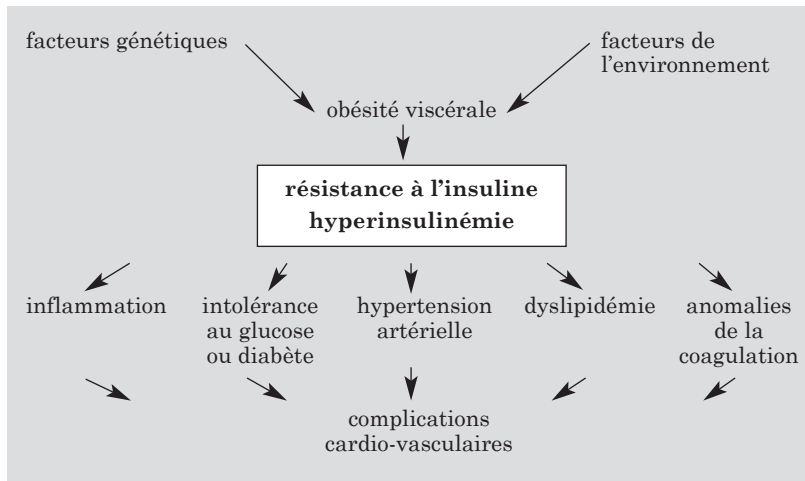 facteurs génétiques
facteurs de
l'environnement
obésité viscérale
résistance à l'insuline
hyperinsulinémie
inflammation
intolérance
au glucose
ou diabète
hypertension
artérielle
dyslipidémie
anomalies
de la
coagulation
complications
cardio-vasculaires